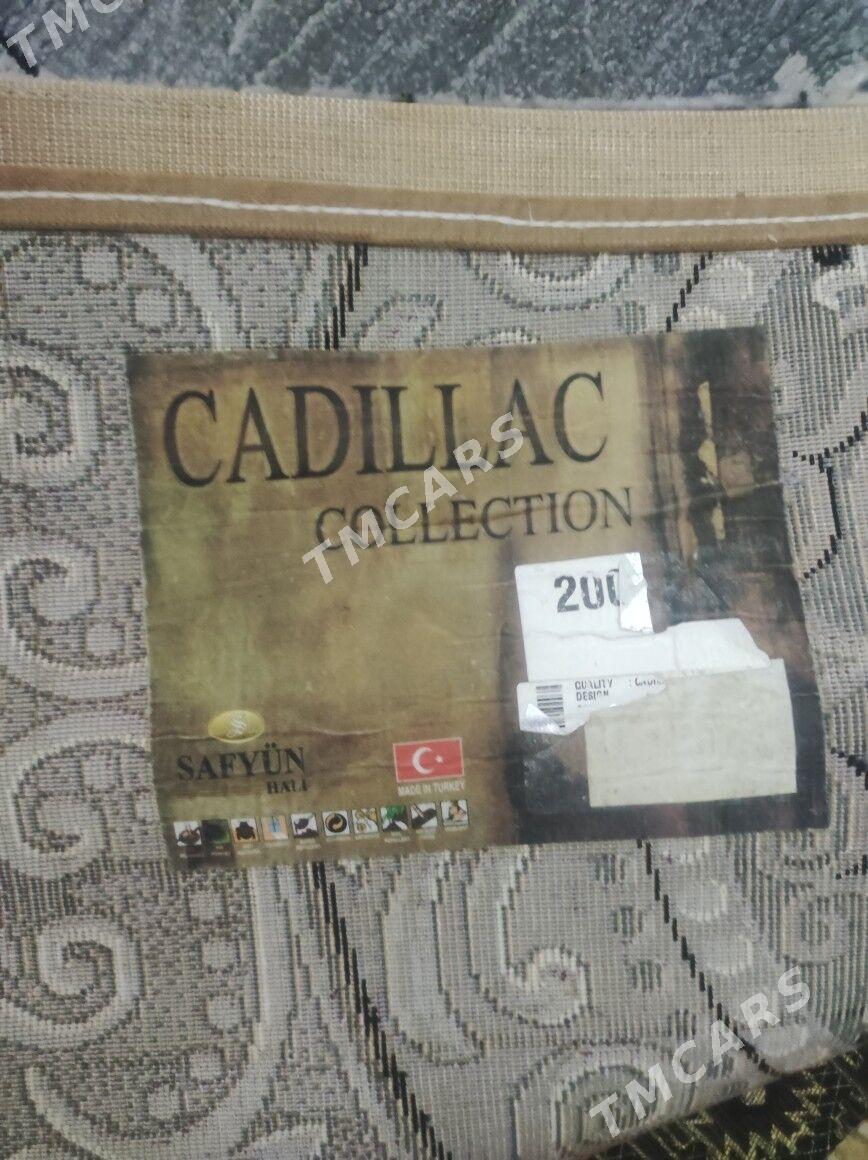 TMCARS
CADILLAC
COLLECTION
TMCARS
200
QUALITY
DESIGN
SAFYÜN
HALI
MADE IN TURKEY
TMCARS